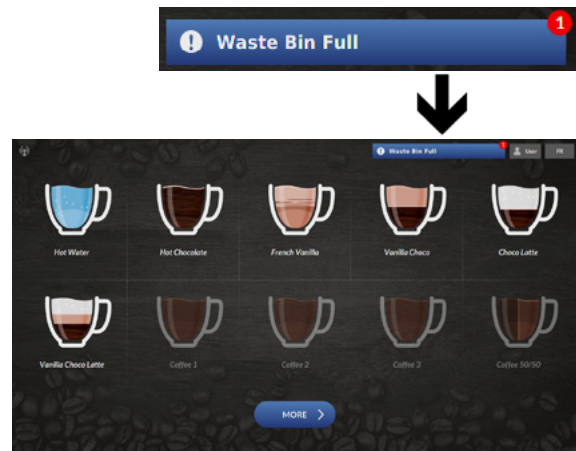 Waste Bin Full
1
Waste Bin Full
1
User
FR
Hot Water
Hot Chocolate
French Vanilla
Vanilla Choco
Choco Latte
Vanilla Choco Latte
Coffee 1
Coffee 2
Coffee 3
Coffee 50/50
MORE